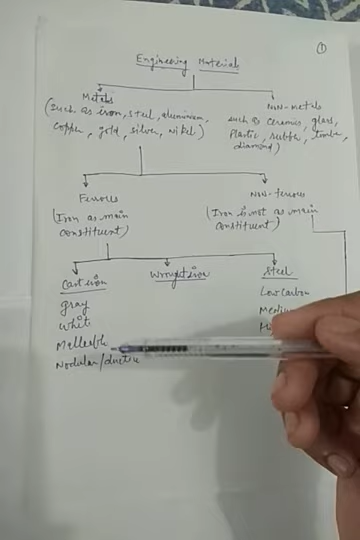 ①
Engineering Material
Metals
(Such as iron, steel, aluminium,
copper, gold, silver, nikel)
Non-metals
such as ceramics, glass,
Plastic, rubber, timber,
diamond)
Ferrous
(Iron as main
constituent)
Non-ferrous
(Iron is not as main
constituent)
Cast iron
gray
white
Malleable
Nodular/ductile
Wrought iron
Steel
Low Carbon